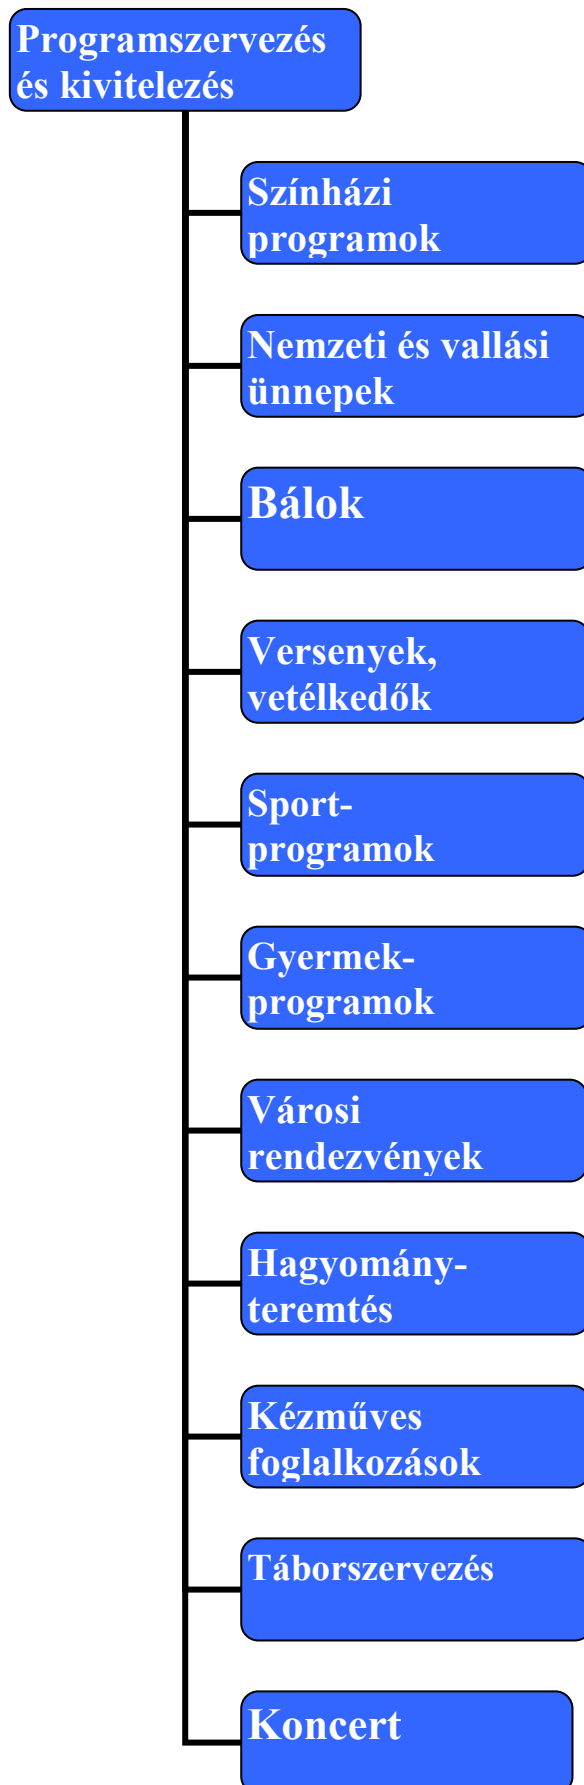 Programszervezés
és kivitelezés
Színházi
programok
Nemzeti és vallási
ünnepek
Bálok
Versenyek,
vetélkedők
Sport-
programok
Gyermek-
programok
Városi
rendezvények
Hagyomány-
teremtés
Kézműves
foglalkozások
Táborszervezés
Koncert